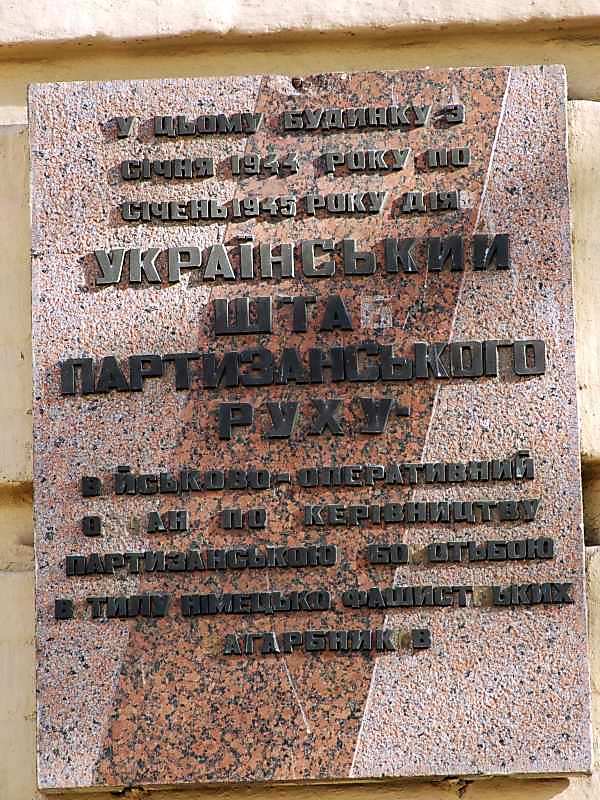 У ЦЬОМУ БУДИНКУ З
СІЧНЯ 1944 РОКУ ПО
СІЧЕНЬ 1945 РОКУ ДІЯ
УКРАЇНСЬКИИ
ШТА
ПАРТИЗАНСЬКОГО
РУХУ
В ЙСЬКОВО-ОПЕРАТИВНИЙ
О АН ПО КЕРІВНИЦТВУ
ПАРТИЗАНСЬКОЮ БО ОТЬБОЮ
В ТИЛУ НІМЕЦЬКО ФАШИСТ ЬКИХ
АГАРБНИК В